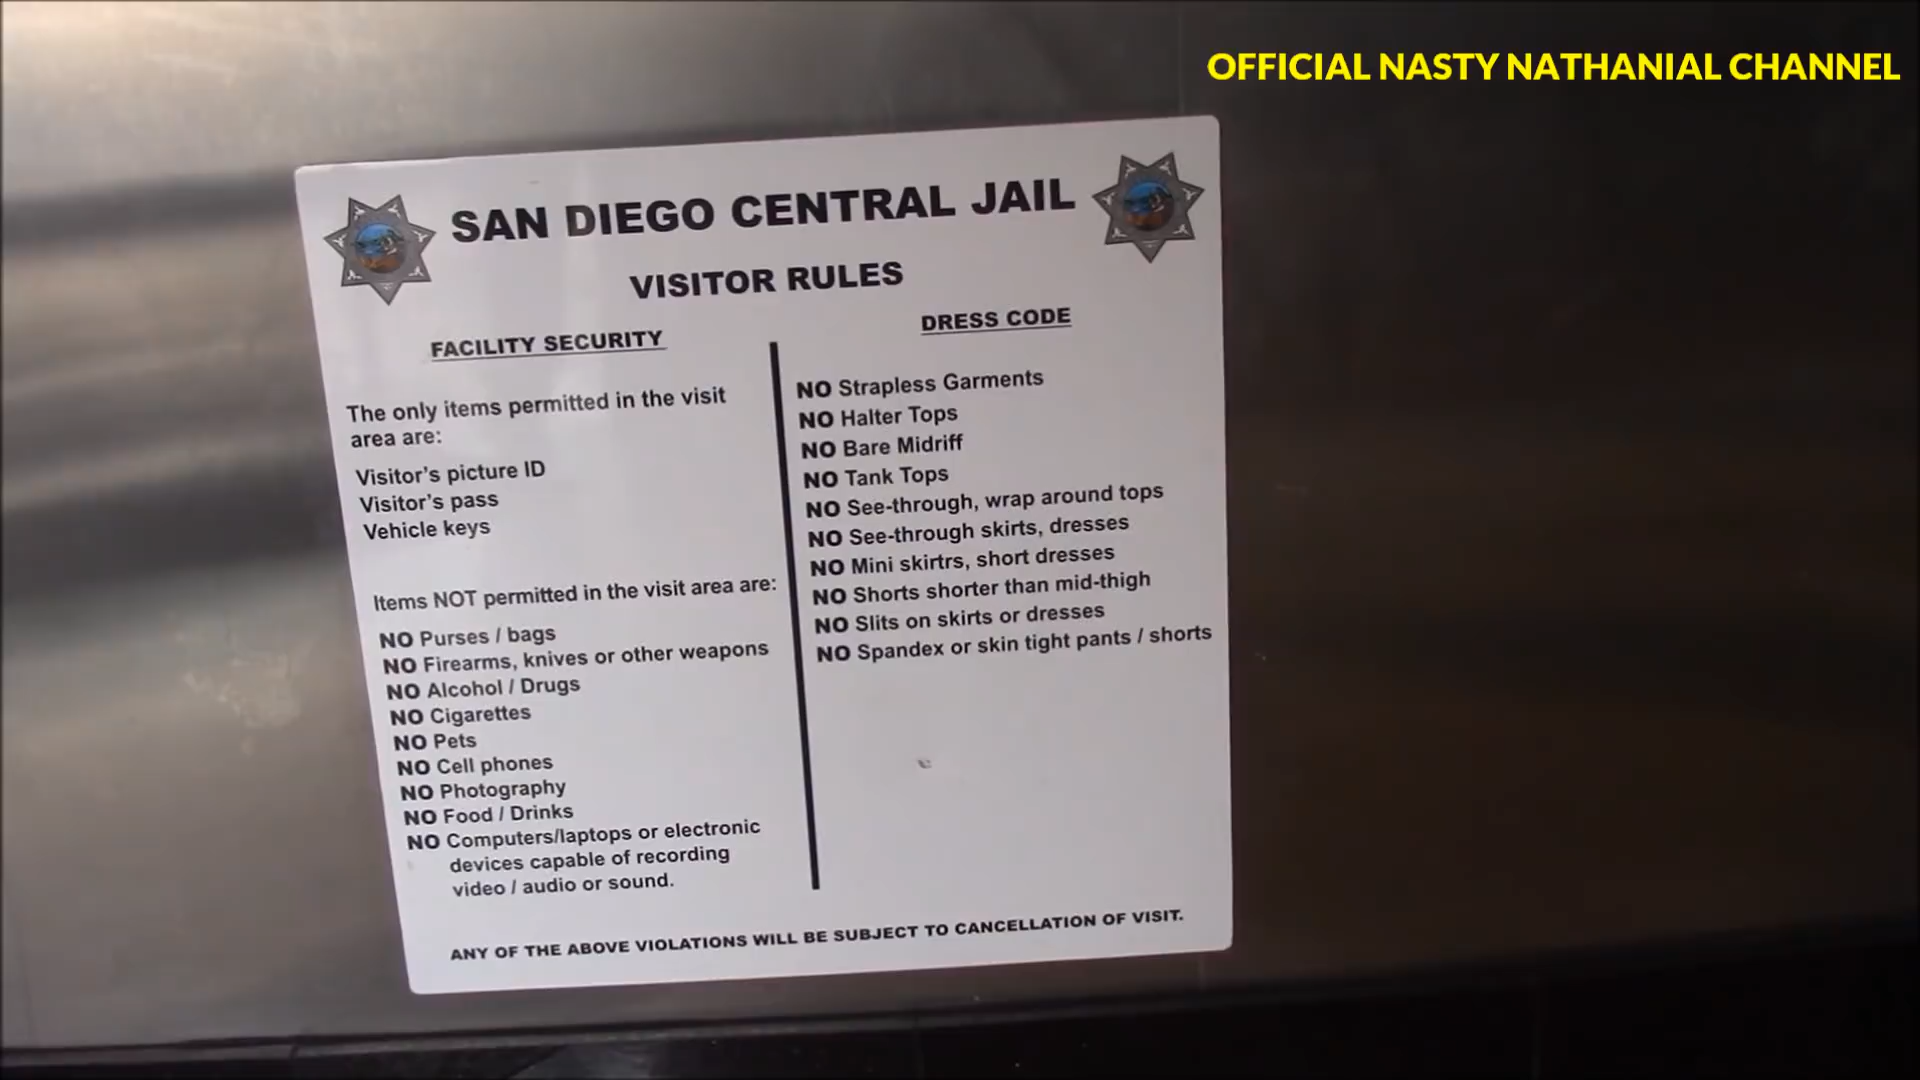 OFFICIAL NASTY NATHANIAL CHANNEL
SAN DIEGO CENTRAL JAIL
VISITOR RULES
FACILITY SECURITY
The only items permitted in the visit
area are:
Visitor's picture ID
Visitor's pass
Vehicle keys
Items NOT permitted in the visit area are:
NO Purses / bags
NO Firearms, knives or other weapons
NO Alcohol / Drugs
NO Cigarettes
NO Pets
NO Cell phones
NO Photography
NO Food / Drinks
NO Computers/laptops or electronic
devices capable of recording
video / audio or sound.
DRESS CODE
NO Strapless Garments
NO Halter Tops
NO Bare Midriff
NO Tank Tops
NO See-through, wrap around tops
NO See-through skirts, dresses
NO Mini skirtrs, short dresses
NO Shorts shorter than mid-thigh
NO Slits on skirts or dresses
NO Spandex or skin tight pants / shorts
ANY OF THE ABOVE VIOLATIONS WILL BE SUBJECT TO CANCELLATION OF VISIT.